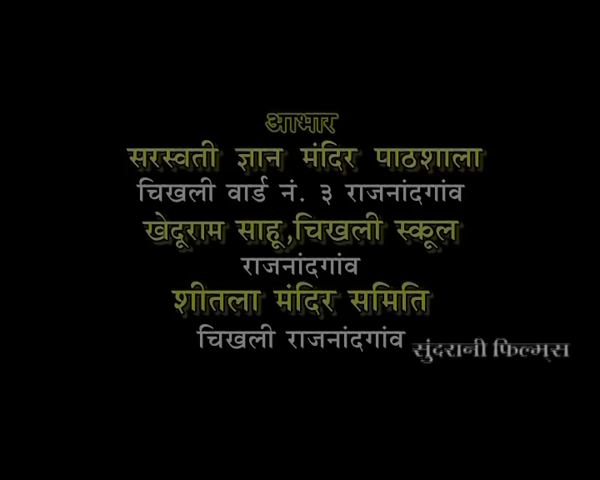 आभार
सरस्वती ज्ञान मंदिर पाठशाला
चिखली वार्ड नं. ३ राजनांदगांव
खेदूराम साहू,चिखली स्कूल
राजनांदगांव
शीतला मंदिर समिति
चिखली राजनांदगांव
सुंदरानी फिल्म्स